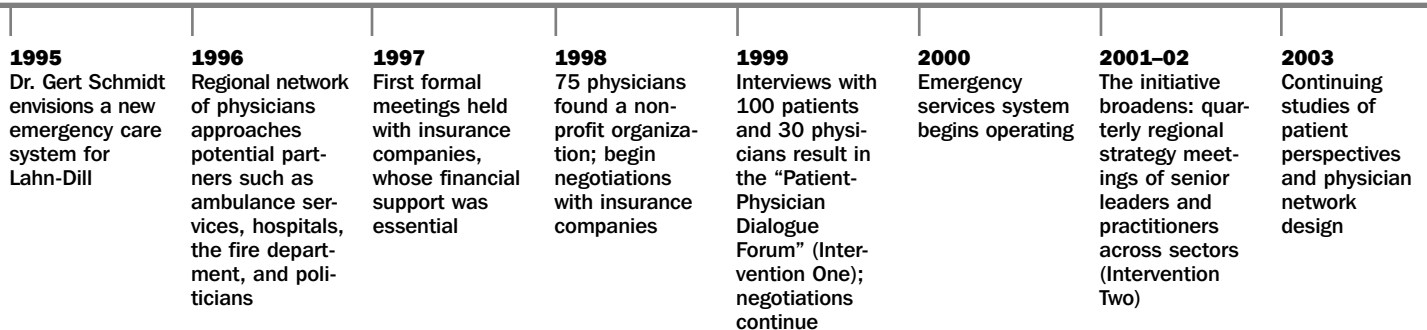 1995
Dr. Gert Schmidt
envisions a new
emergency care
system for
Lahn-Dill
1996
Regional network
of physicians
approaches
potential part-
ners such as
ambulance ser-
vices, hospitals,
the fire depart-
ment, and poli-
ticians
1997
First formal
meetings held
with insurance
companies,
whose financial
support was
essential
1998
75 physicians
found a non-
profit organiza-
tion; begin
negotiations
with insurance
companies
1999
Interviews with
100 patients
and 30 physi-
cians result in
the “Patient-
Physician
Dialogue
Forum” (Inter-
vention One);
negotiations
continue
2000
Emergency
services system
begins operating
2001–02
The initiative
broadens: quar-
terly regional
strategy meet-
ings of senior
leaders and
practitioners
across sectors
(Intervention
Two)
2003
Continuing
studies of
patient
perspectives
and physician
network
design